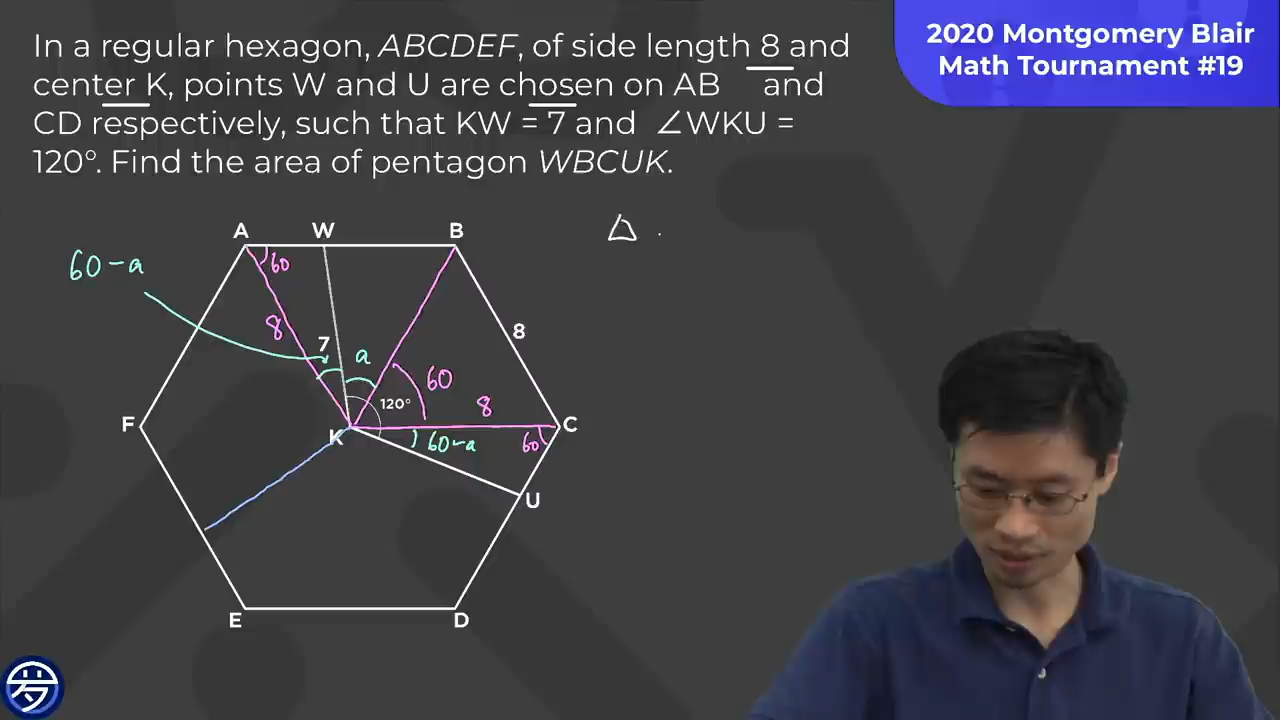 In a regular hexagon, ABCDEF, of side length 8 and
center K, points W and U are chosen on AB and
CD respectively, such that KW = 7 and ∠WKU =
120°. Find the area of pentagon WBCUK.
2020 Montgomery Blair
Math Tournament #19
A W B
60-a
60
8
8
7
a
60
120°
8
F
K
60-a
60
C
U
E
D
Δ .